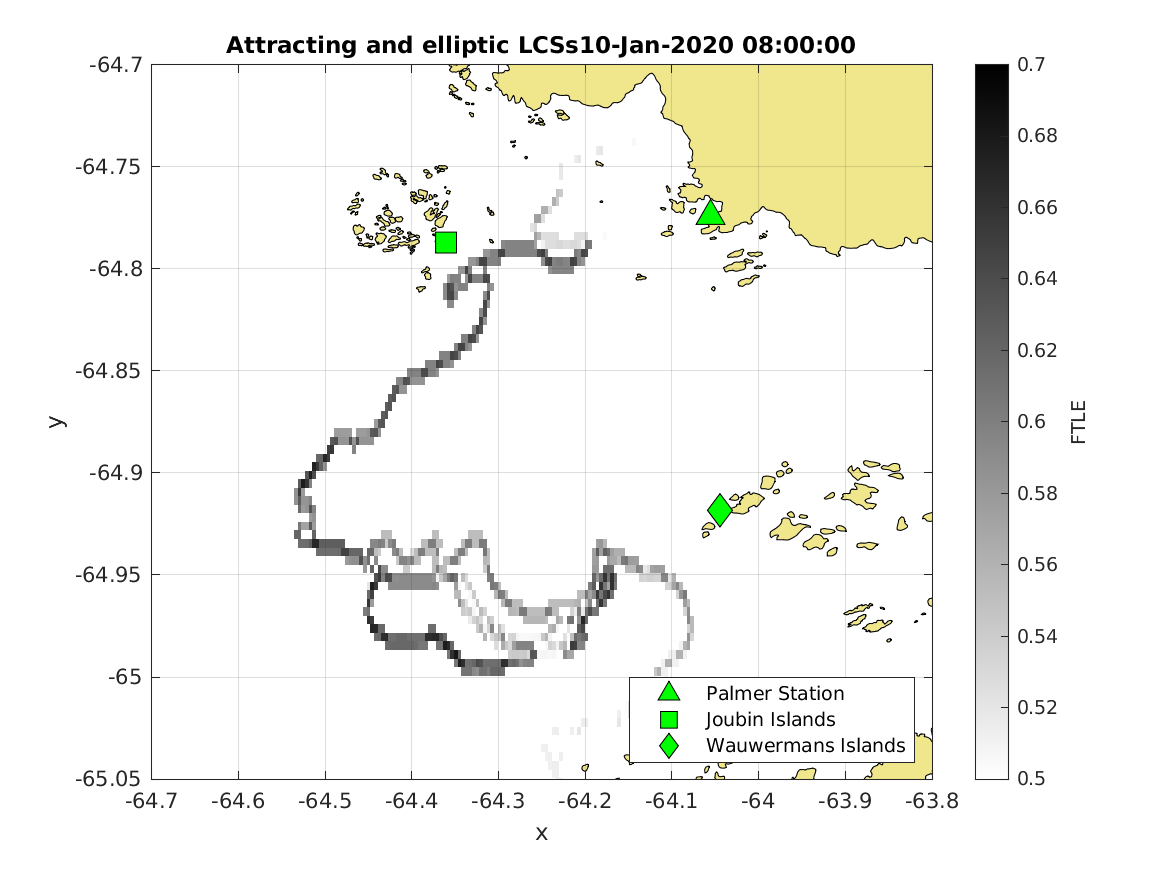 Attracting and elliptic LCSs10-Jan-2020 08:00:00
-64.7
-64.75
-64.8
-64.85
-64.9
-64.95
-65
-65.05
y
-64.7 -64.6 -64.5 -64.4 -64.3 -64.2 -64.1 -64 -63.9 -63.8
x
Palmer Station
Joubin Islands
Wauwermans Islands
0.7
0.68
0.66
0.64
0.62
0.6
0.58
0.56
0.54
0.52
0.5
FTLE